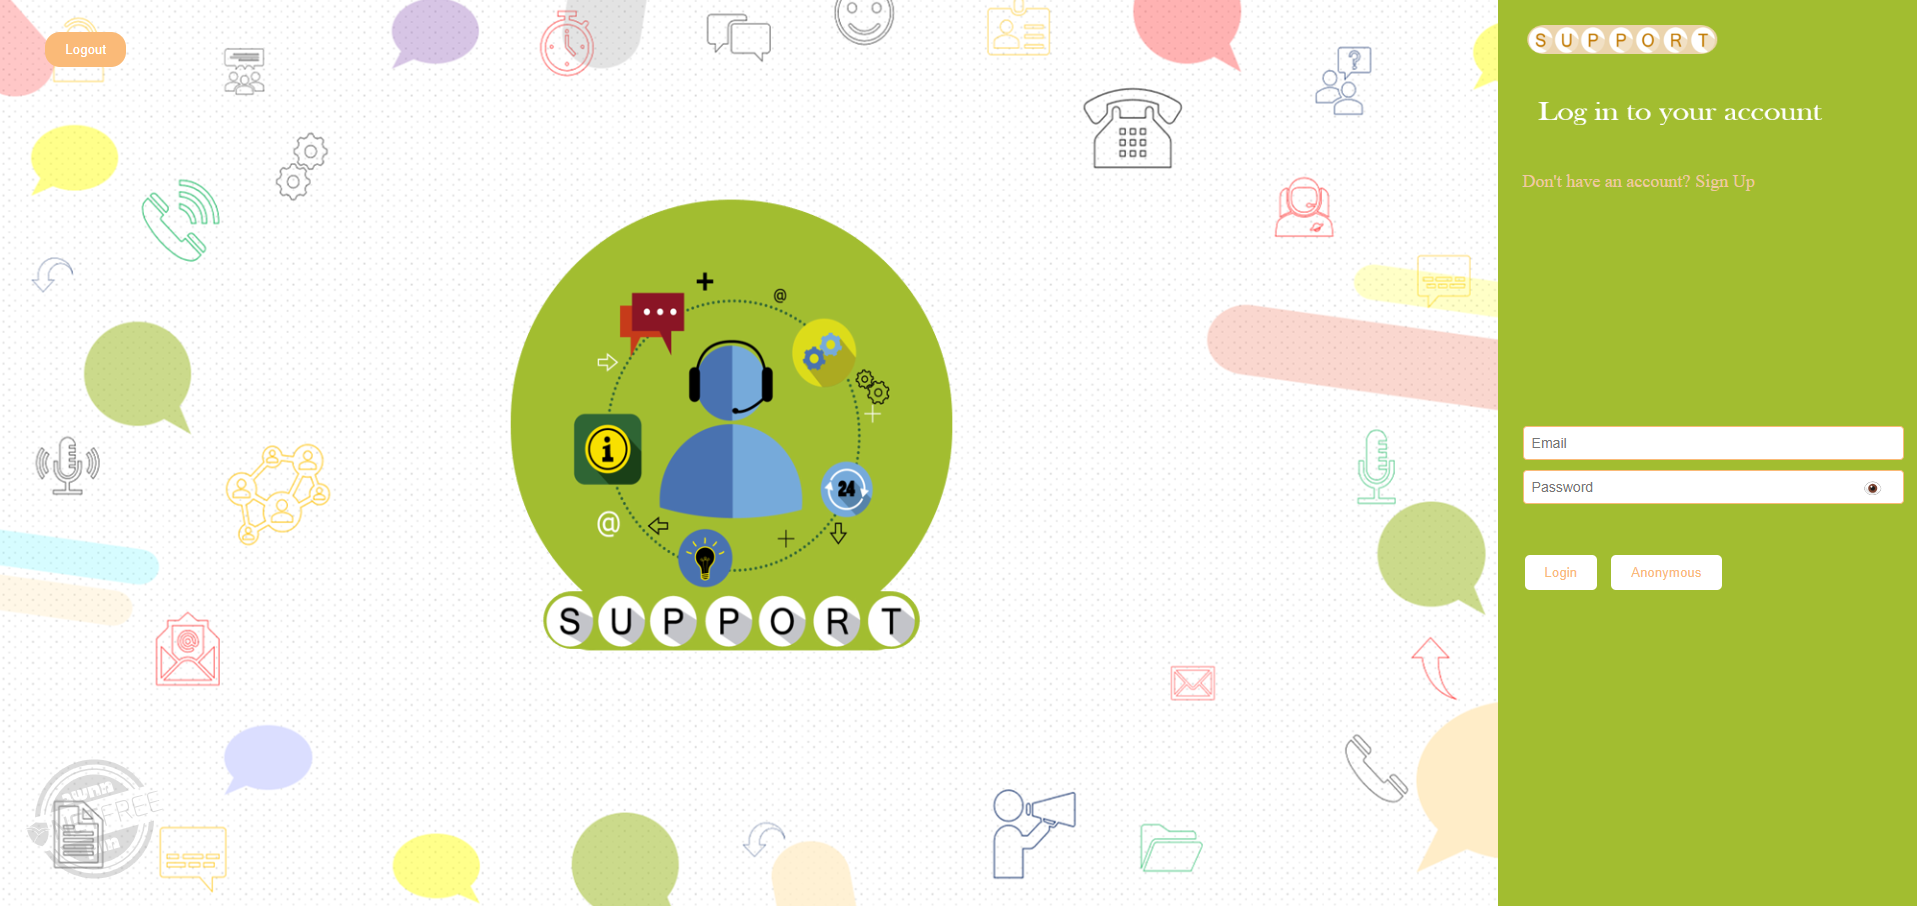 Logout
SUPPORT
Log in to your account
Don't have an account? Sign Up
@
@
?
i
24
@
@
SUPPORT
Email
Password
Login
Anonymous
FREE